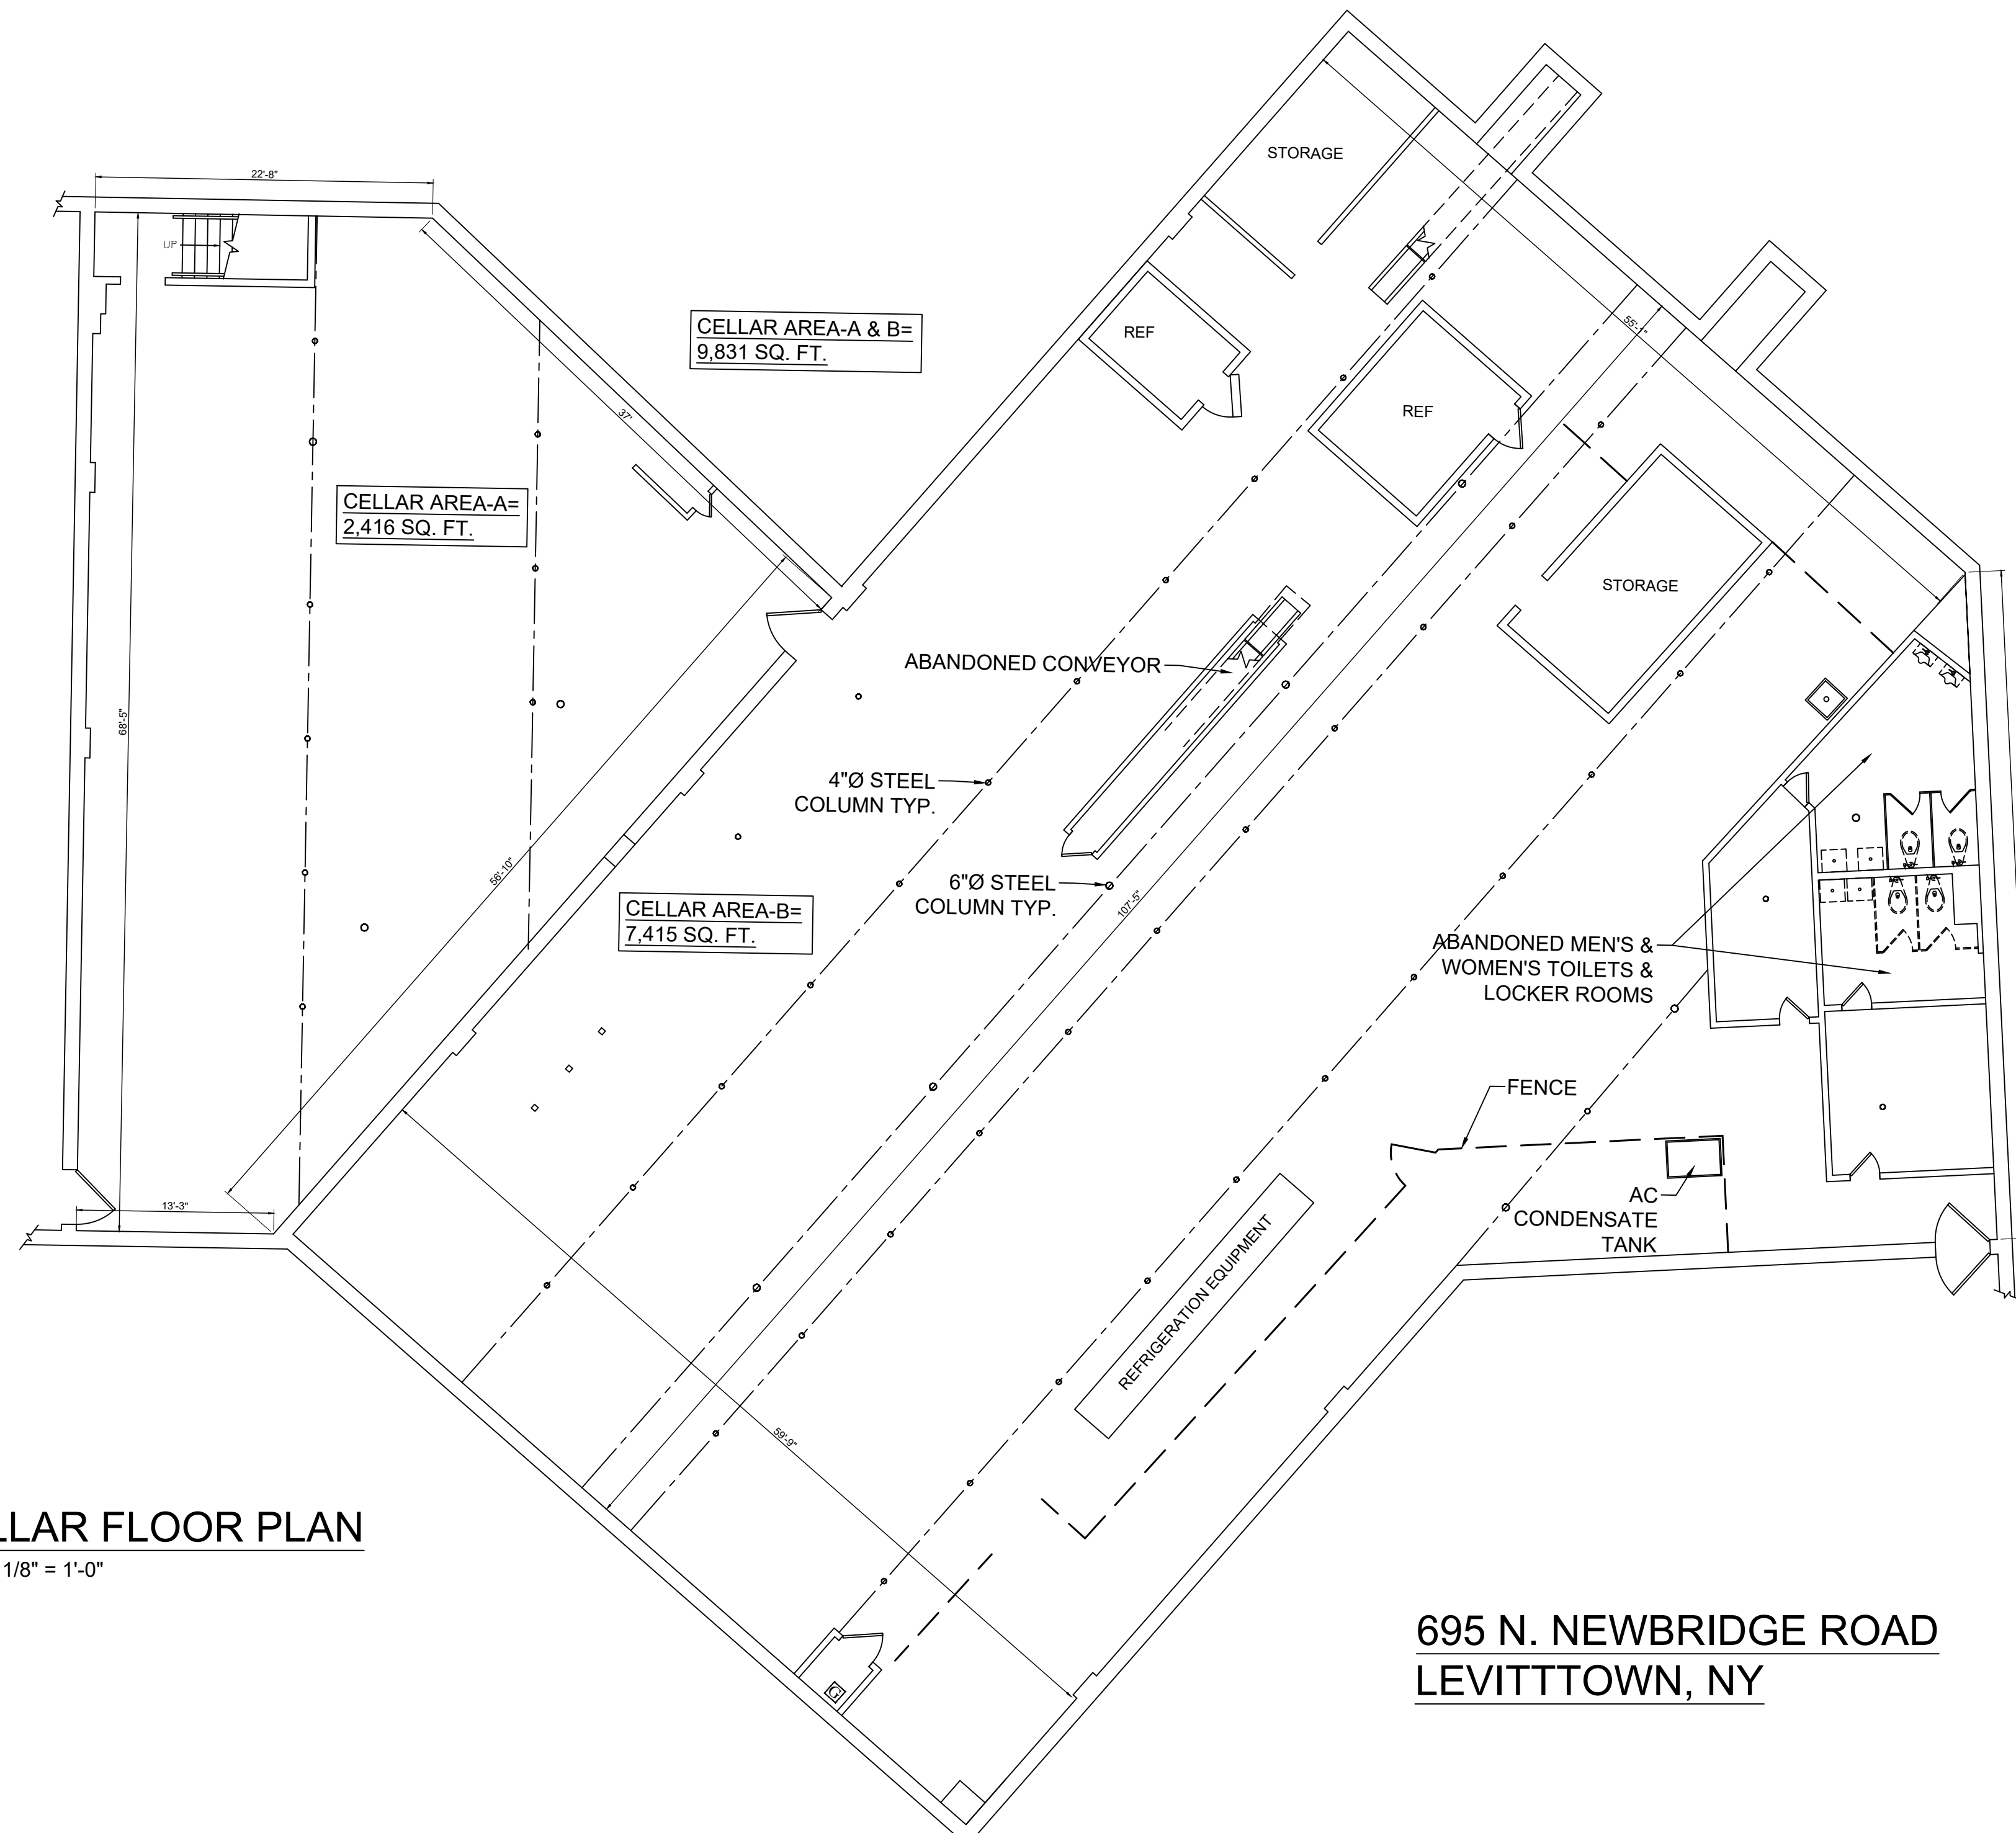 22'-8"
STORAGE
UP
CELLAR AREA-A & B=
9,831 SQ. FT.
REF
55'-1"
37'
REF
CELLAR AREA-A=
2,416 SQ. FT.
STORAGE
ABANDONED CONVEYOR
68'-5"
4"Ø STEEL
COLUMN TYP.
56'-10"
6"Ø STEEL
COLUMN TYP.
107'-5"
CELLAR AREA-B=
7,415 SQ. FT.
ABANDONED MEN'S &
WOMEN'S TOILETS &
LOCKER ROOMS
FENCE
13'-3"
AC
CONDENSATE
TANK
REFRIGERATION EQUIPMENT
59'-9"
LLAR FLOOR PLAN
1/8" = 1'-0"
695 N. NEWBRIDGE ROAD
LEVITTTOWN, NY
G